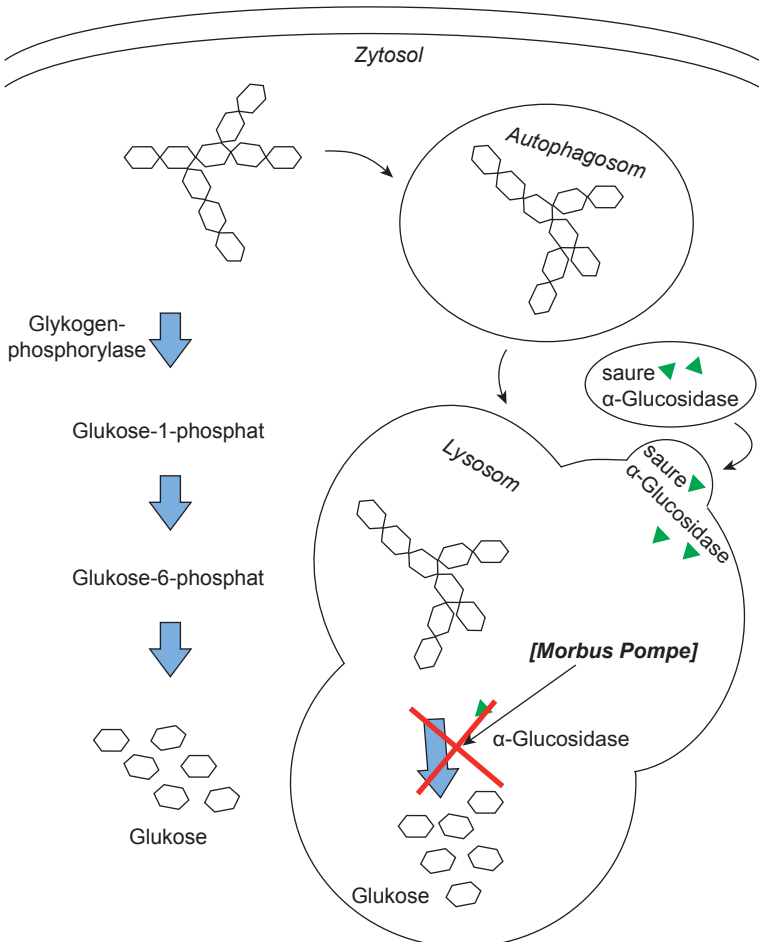 Zytosol
Autophagosom
Glykogen-
phosphorylase
saure
α-Glucosidase
Glukose-1-phosphat
Lysosom
saure
α-Glucosidase
Glukose-6-phosphat
[Morbus Pompe]
α-Glucosidase
Glukose
Glukose